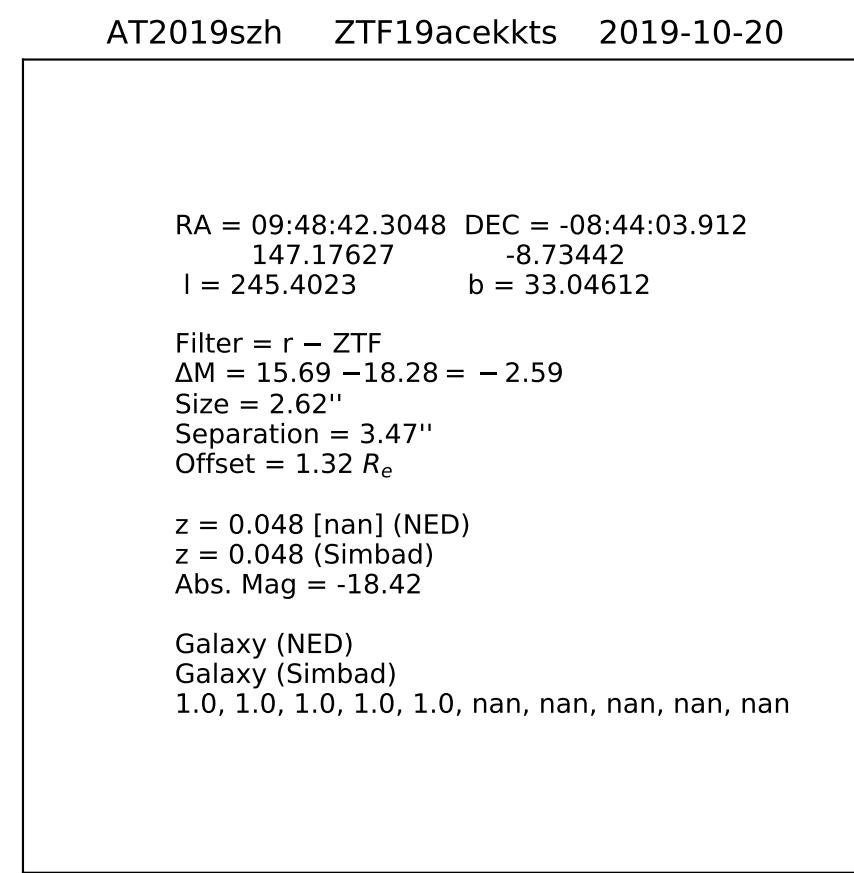 AT2019szh ZTF19acekkts 2019-10-20
RA = 09:48:42.3048 DEC = -08:44:03.912
147.17627 -8.73442
l = 245.4023 b = 33.04612
Filter = r − ZTF
ΔM = 15.69 −18.28 = − 2.59
Size = 2.62''
Separation = 3.47''
Offset = 1.32 Re
z = 0.048 [nan] (NED)
z = 0.048 (Simbad)
Abs. Mag = -18.42
Galaxy (NED)
Galaxy (Simbad)
1.0, 1.0, 1.0, 1.0, 1.0, nan, nan, nan, nan, nan